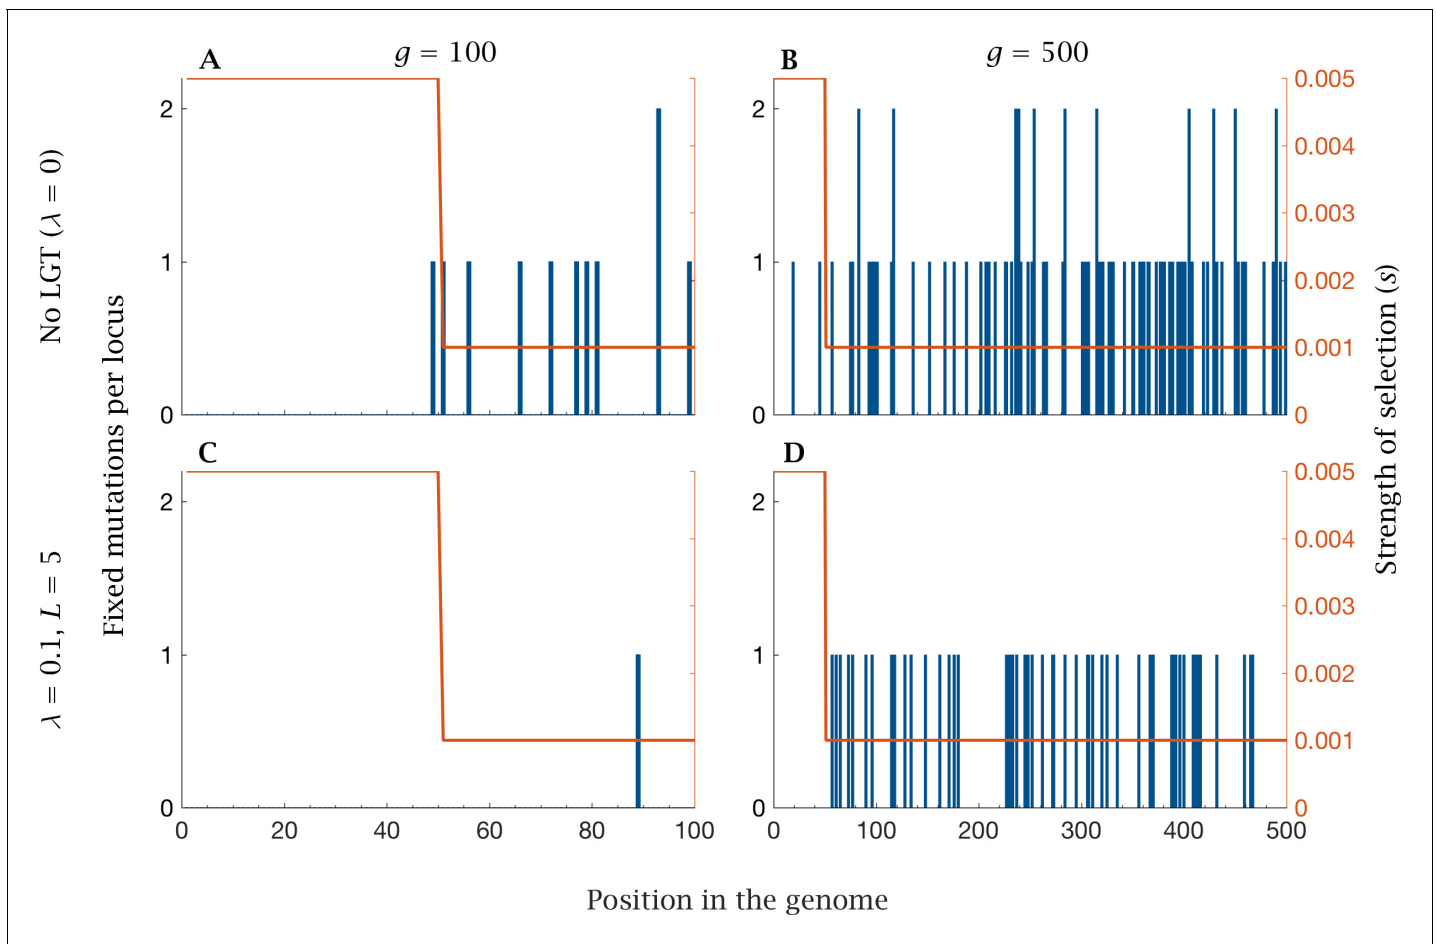 A
g = 100
B
g = 500
No LGT (λ = 0)
λ = 0.1, L = 5
Fixed mutations per locus
2
1
0
2
1
0
0.005
0.004
0.003
0.002
0.001
0
C
D
2
1
0
0 20 40 60 80 100
2
1
0
0 100 200 300 400 500
0.005
0.004
0.003
0.002
0.001
0
Strength of selection (s)
Position in the genome